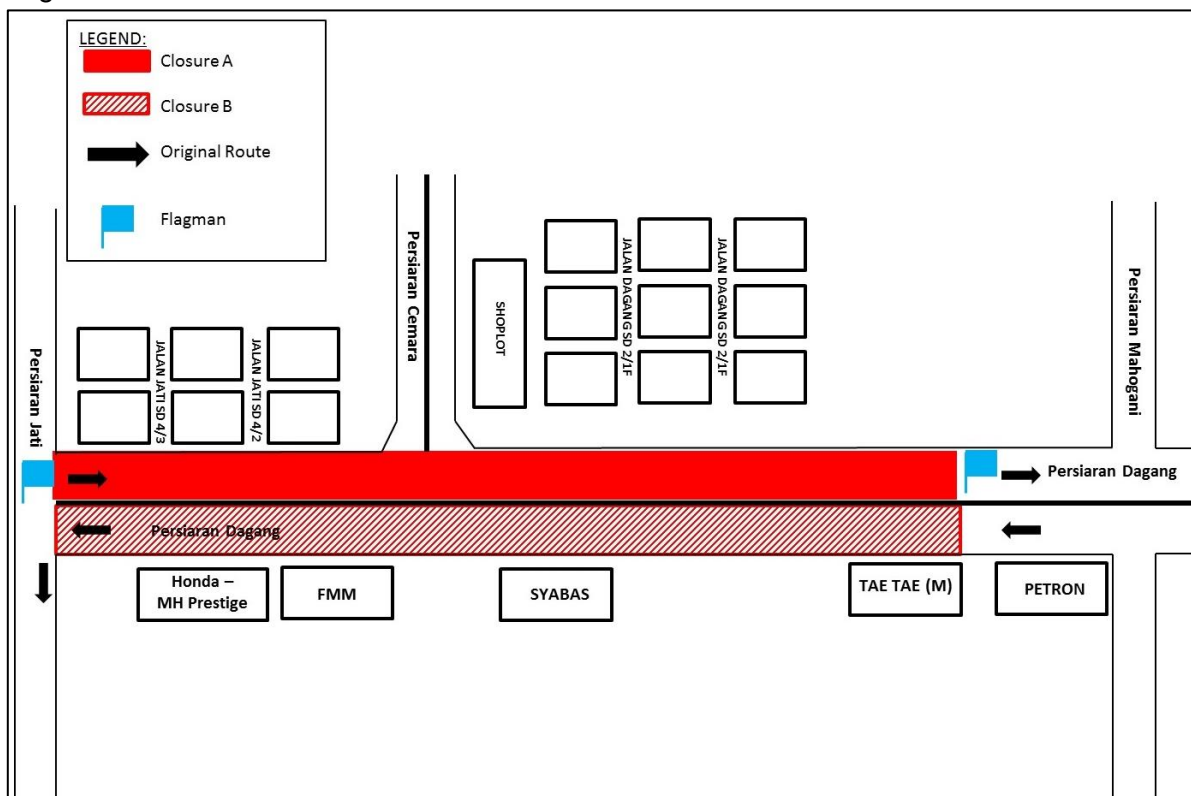 LEGEND:
Closure A
Closure B
Original Route
Flagman
Persiaran Jati
JALAN JATI SD 4/3
JALAN JATI SD 4/2
Persiaran Cemara
SHOPLOT
JALAN DAGANG SD 2/1F
JALAN DAGANG SD 2/1F
Persiaran Mahogani
Persiaran Dagang
Persiaran Dagang
Honda –
MH Prestige
FMM
SYABAS
TAE TAE (M)
PETRON